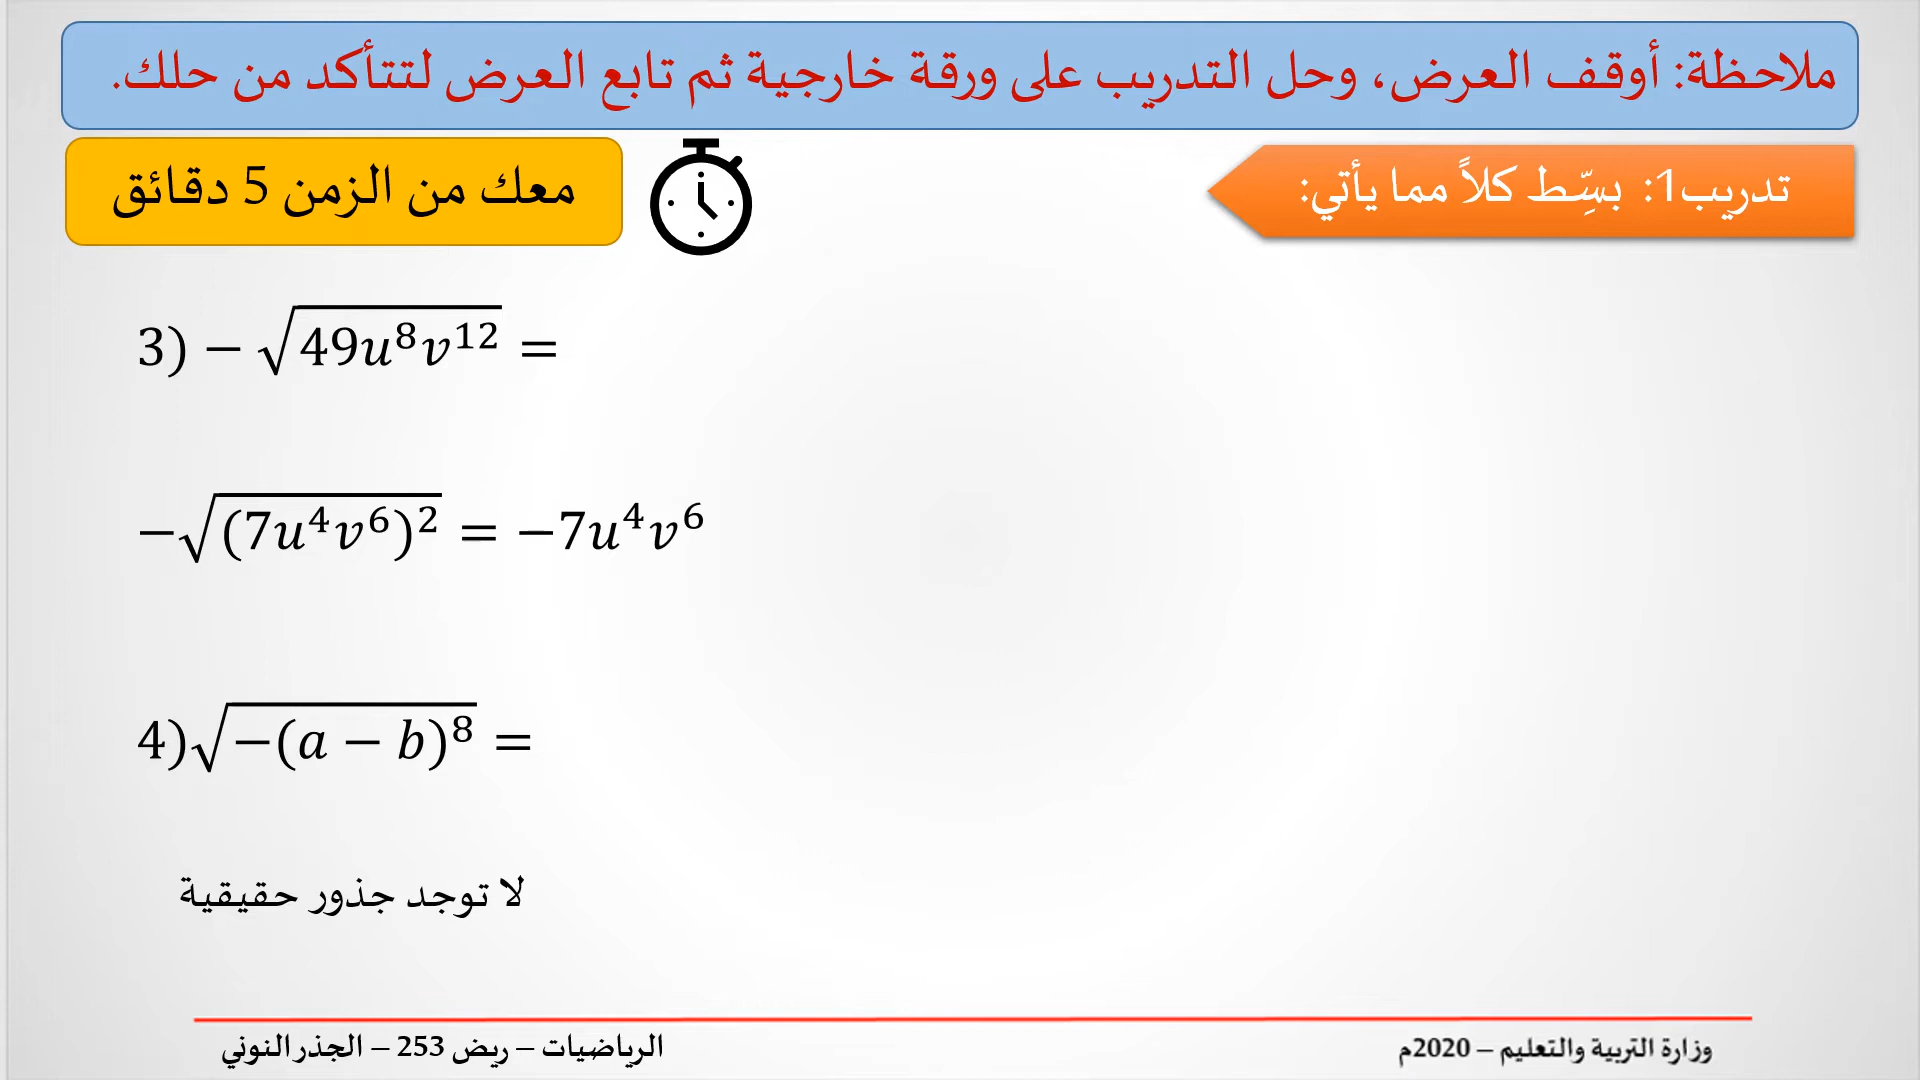 ملاحظة: أوقف العرض، وحل التدريب على ورقة خارجية ثم تابع العرض لتتأكد من حلك.
تدريب1: بسِّط كلاً مما يأتي:
معك من الزمن 5 دقائق
3) −√(49u⁸v¹²) =
−√((7u⁴v⁶)²) = −7u⁴v⁶
4)√(−(a − b)⁸) =
لا توجد جذور حقيقية
وزارة التربية والتعليم – 2020م
الرياضيات – ريض 253 – الجذر النوني